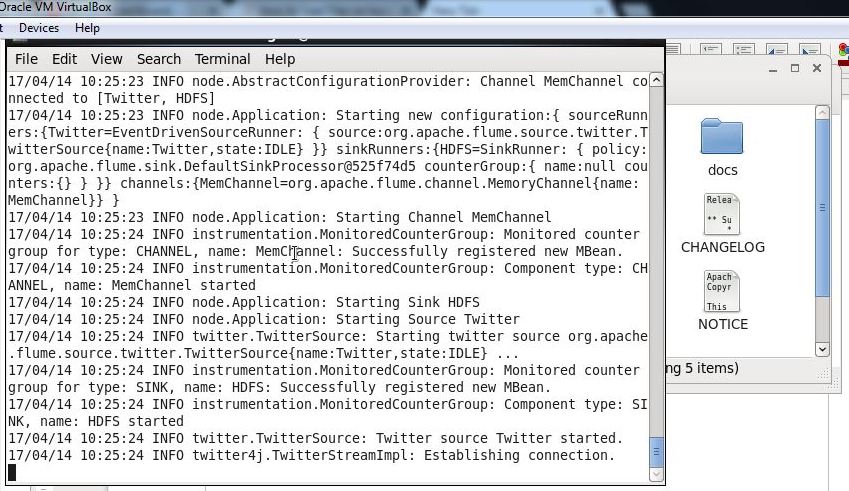 Oracle VM VirtualBox
Devices Help
File Edit View Search Terminal Help
17/04/14 10:25:23 INFO node.AbstractConfigurationProvider: Channel MemChannel co
nnected to [Twitter, HDFS]
17/04/14 10:25:23 INFO node.Application: Starting new configuration:{ sourceRunn
ers:{Twitter=EventDrivenSourceRunner: { source:org.apache.flume.source.twitter.T
witterSource{name:Twitter,state:IDLE} }} sinkRunners:{HDFS=SinkRunner: { policy:
org.apache.flume.sink.DefaultSinkProcessor@525f74d5 counterGroup:{ name:null cou
nters:{} } }} channels:{MemChannel=org.apache.flume.channel.MemoryChannel{name:
MemChannel}} }
17/04/14 10:25:23 INFO node.Application: Starting Channel MemChannel
17/04/14 10:25:24 INFO instrumentation.MonitoredCounterGroup: Monitored counter
group for type: CHANNEL, name: MemChannel: Successfully registered new MBean.
17/04/14 10:25:24 INFO instrumentation.MonitoredCounterGroup: Component type: CH
ANNEL, name: MemChannel started
17/04/14 10:25:24 INFO node.Application: Starting Sink HDFS
17/04/14 10:25:24 INFO node.Application: Starting Source Twitter
17/04/14 10:25:24 INFO twitter.TwitterSource: Starting twitter source org.apache
.flume.source.twitter.TwitterSource{name:Twitter,state:IDLE} ...
17/04/14 10:25:24 INFO instrumentation.MonitoredCounterGroup: Monitored counter
group for type: SINK, name: HDFS: Successfully registered new MBean.
17/04/14 10:25:24 INFO instrumentation.MonitoredCounterGroup: Component type: SI
NK, name: HDFS started
17/04/14 10:25:24 INFO twitter.TwitterSource: Twitter source Twitter started.
17/04/14 10:25:24 INFO twitter4j.TwitterStreamImpl: Establishing connection.
docs
Relea
** Su
*
CHANGELOG
Apach
Copyr
This
NOTICE
ng 5 items)